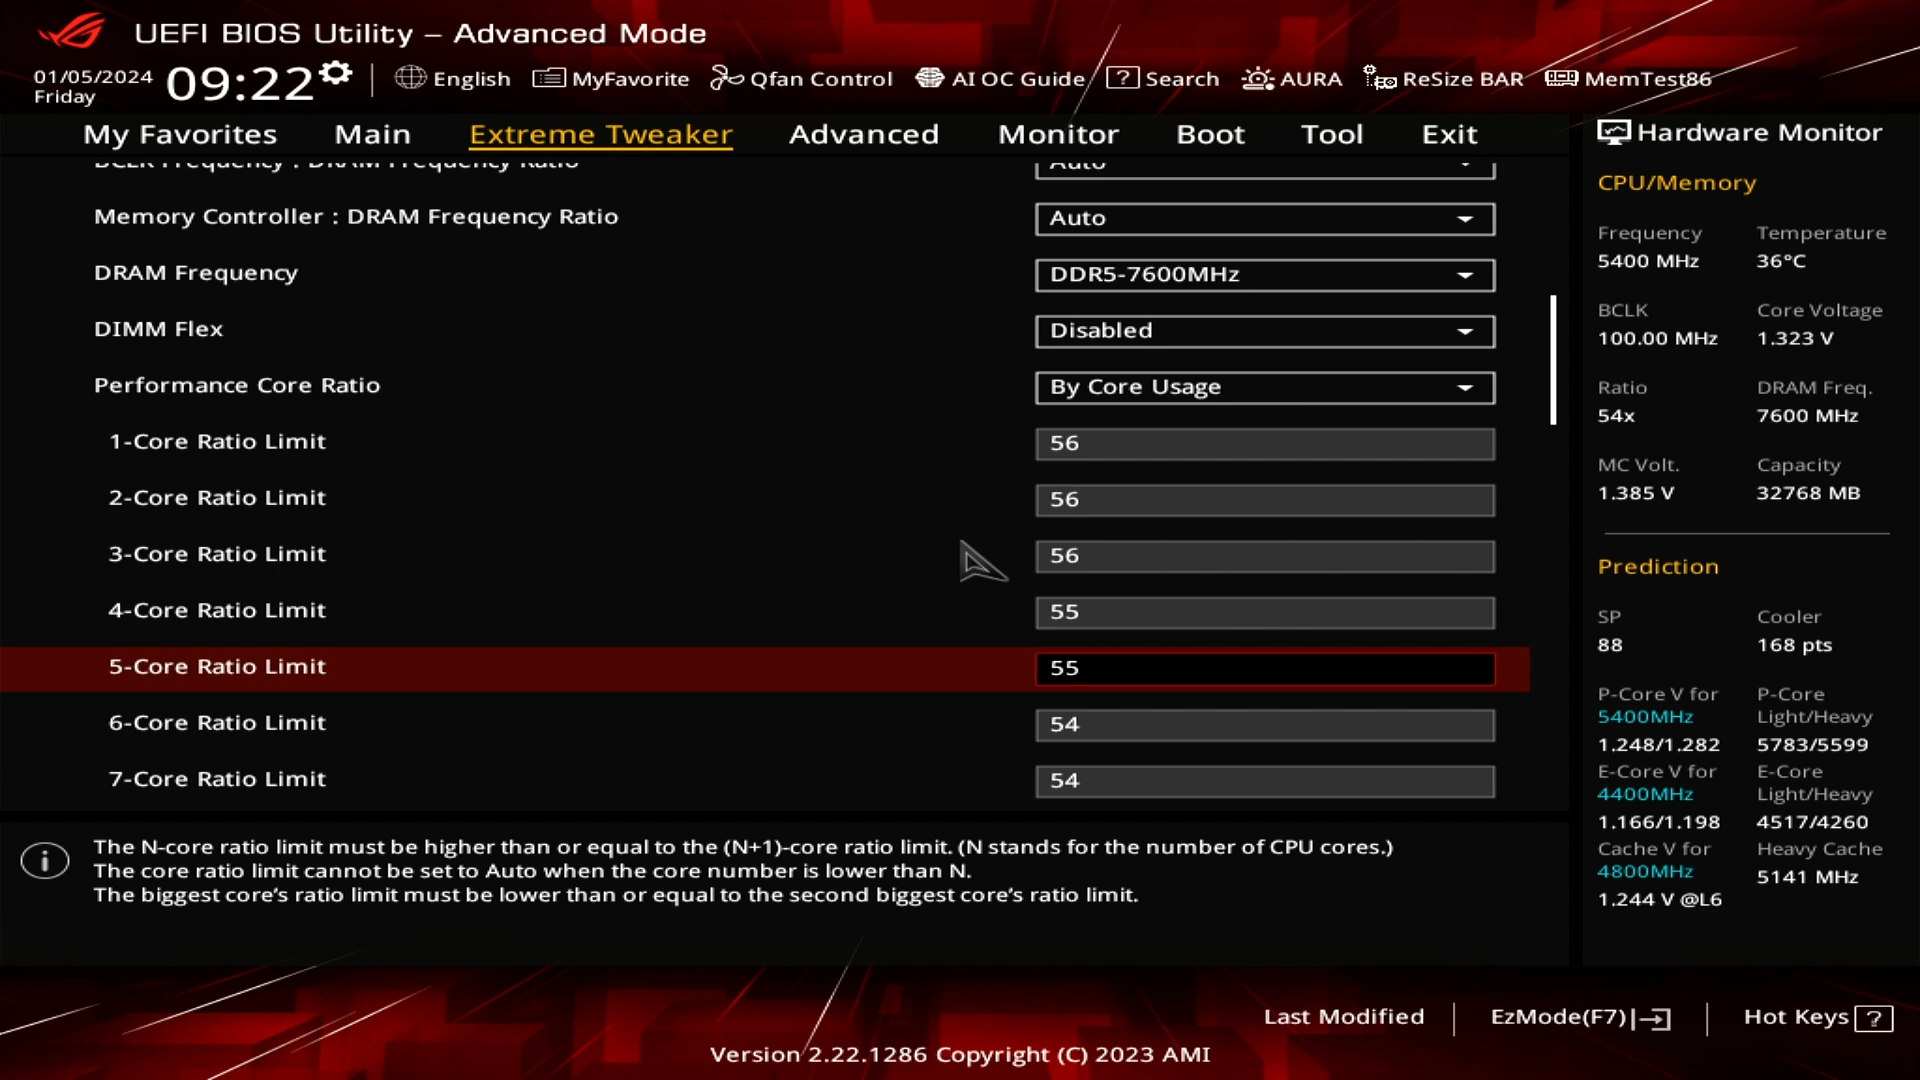 UEFI BIOS Utility – Advanced Mode
01/05/2024
Friday
09:22
English
MyFavorite
Qfan Control
AI OC Guide
? Search
AURA
ReSize BAR
MemTest86
My Favorites
Main
Extreme Tweaker
Advanced
Monitor
Boot
Tool
Exit
BCLK Frequency : DRAM Frequency Ratio Auto
Memory Controller : DRAM Frequency Ratio Auto
DRAM Frequency DDR5-7600MHz
DIMM Flex Disabled
Performance Core Ratio By Core Usage
1-Core Ratio Limit 56
2-Core Ratio Limit 56
3-Core Ratio Limit 56
4-Core Ratio Limit 55
5-Core Ratio Limit 55
6-Core Ratio Limit 54
7-Core Ratio Limit 54
i
The N-core ratio limit must be higher than or equal to the (N+1)-core ratio limit. (N stands for the number of CPU cores.)
The core ratio limit cannot be set to Auto when the core number is lower than N.
The biggest core's ratio limit must be lower than or equal to the second biggest core's ratio limit.
Hardware Monitor
CPU/Memory
Frequency Temperature
5400 MHz 36°C
BCLK Core Voltage
100.00 MHz 1.323 V
Ratio DRAM Freq.
54x 7600 MHz
MC Volt. Capacity
1.385 V 32768 MB
Prediction
SP Cooler
88 168 pts
P-Core V for P-Core
5400MHz Light/Heavy
1.248/1.282 5783/5599
E-Core V for E-Core
4400MHz Light/Heavy
1.166/1.198 4517/4260
Cache V for Heavy Cache
4800MHz 5141 MHz
1.244 V @L6
Last Modified
EzMode(F7)
Hot Keys ?
Version 2.22.1286 Copyright (C) 2023 AMI